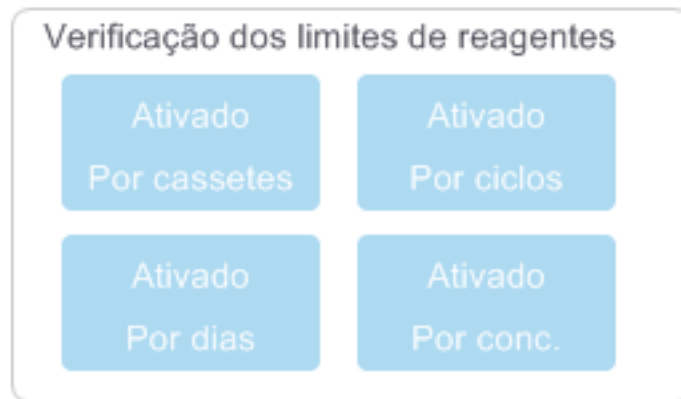 Verificação dos limites de reagentes
Ativado
Por cassetes
Ativado
Por ciclos
Ativado
Por dias
Ativado
Por conc.